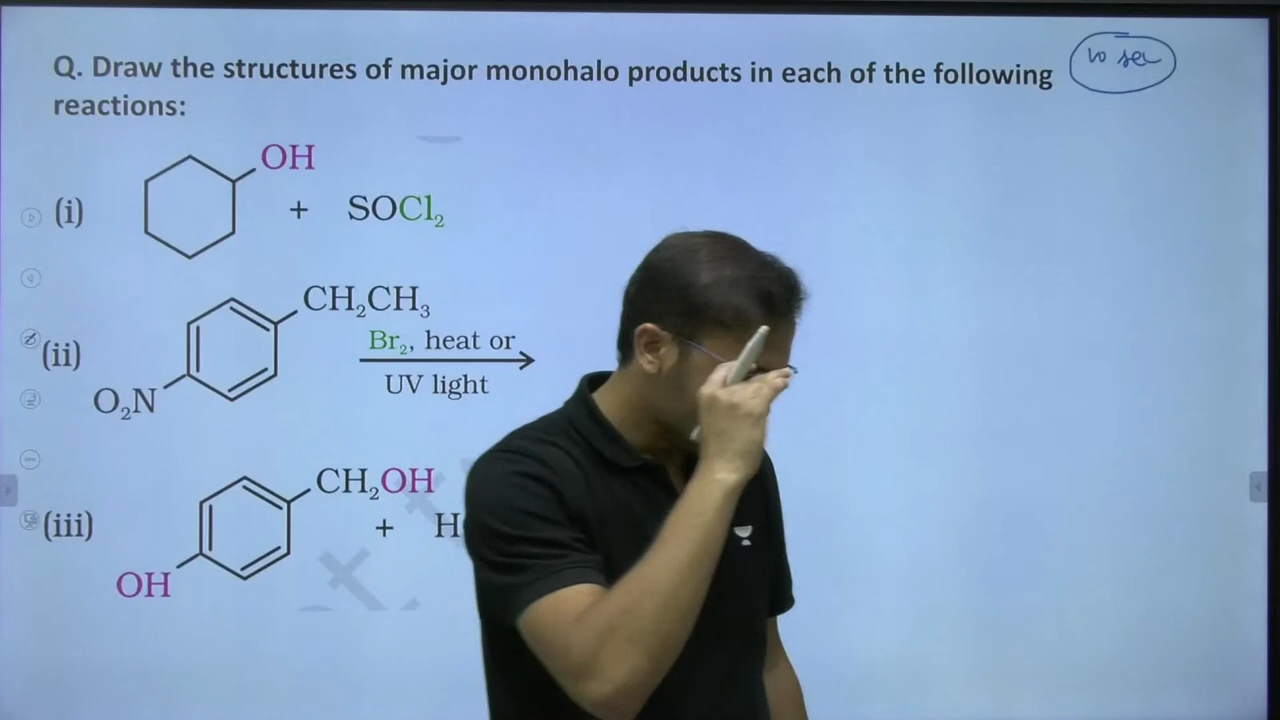 Q. Draw the structures of major monohalo products in each of the following
reactions:
10 sec
(i)
OH
+ SOCl₂
(ii)
CH₂CH₃
O₂N
Br₂, heat or
UV light
(iii)
CH₂OH
+ H
OH